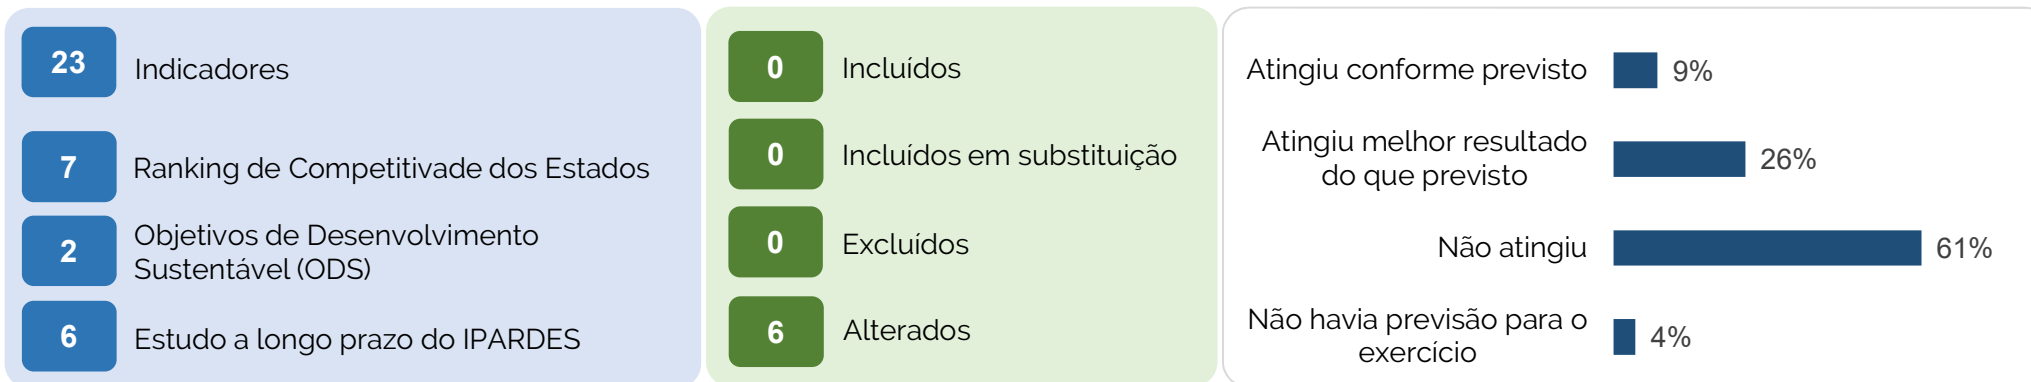 23 Indicadores
7 Ranking de Competitivade dos Estados
2 Objetivos de Desenvolvimento
Sustentável (ODS)
6 Estudo a longo prazo do IPARDES
0 Incluídos
0 Incluídos em substituição
0 Excluídos
6 Alterados
Atingiu conforme previsto 9%
Atingiu melhor resultado
do que previsto 26%
Não atingiu 61%
Não havia previsão para o
exercício 4%